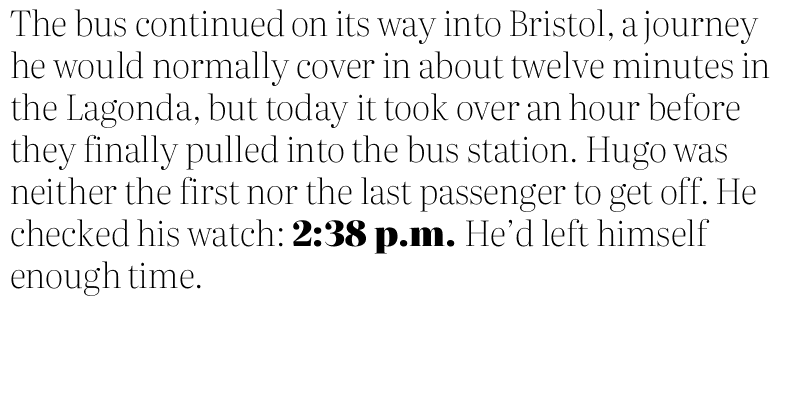 The bus continued on its way into Bristol, a journey
he would normally cover in about twelve minutes in
the Lagonda, but today it took over an hour before
they finally pulled into the bus station. Hugo was
neither the first nor the last passenger to get off. He
checked his watch: 2:38 p.m. He’d left himself
enough time.